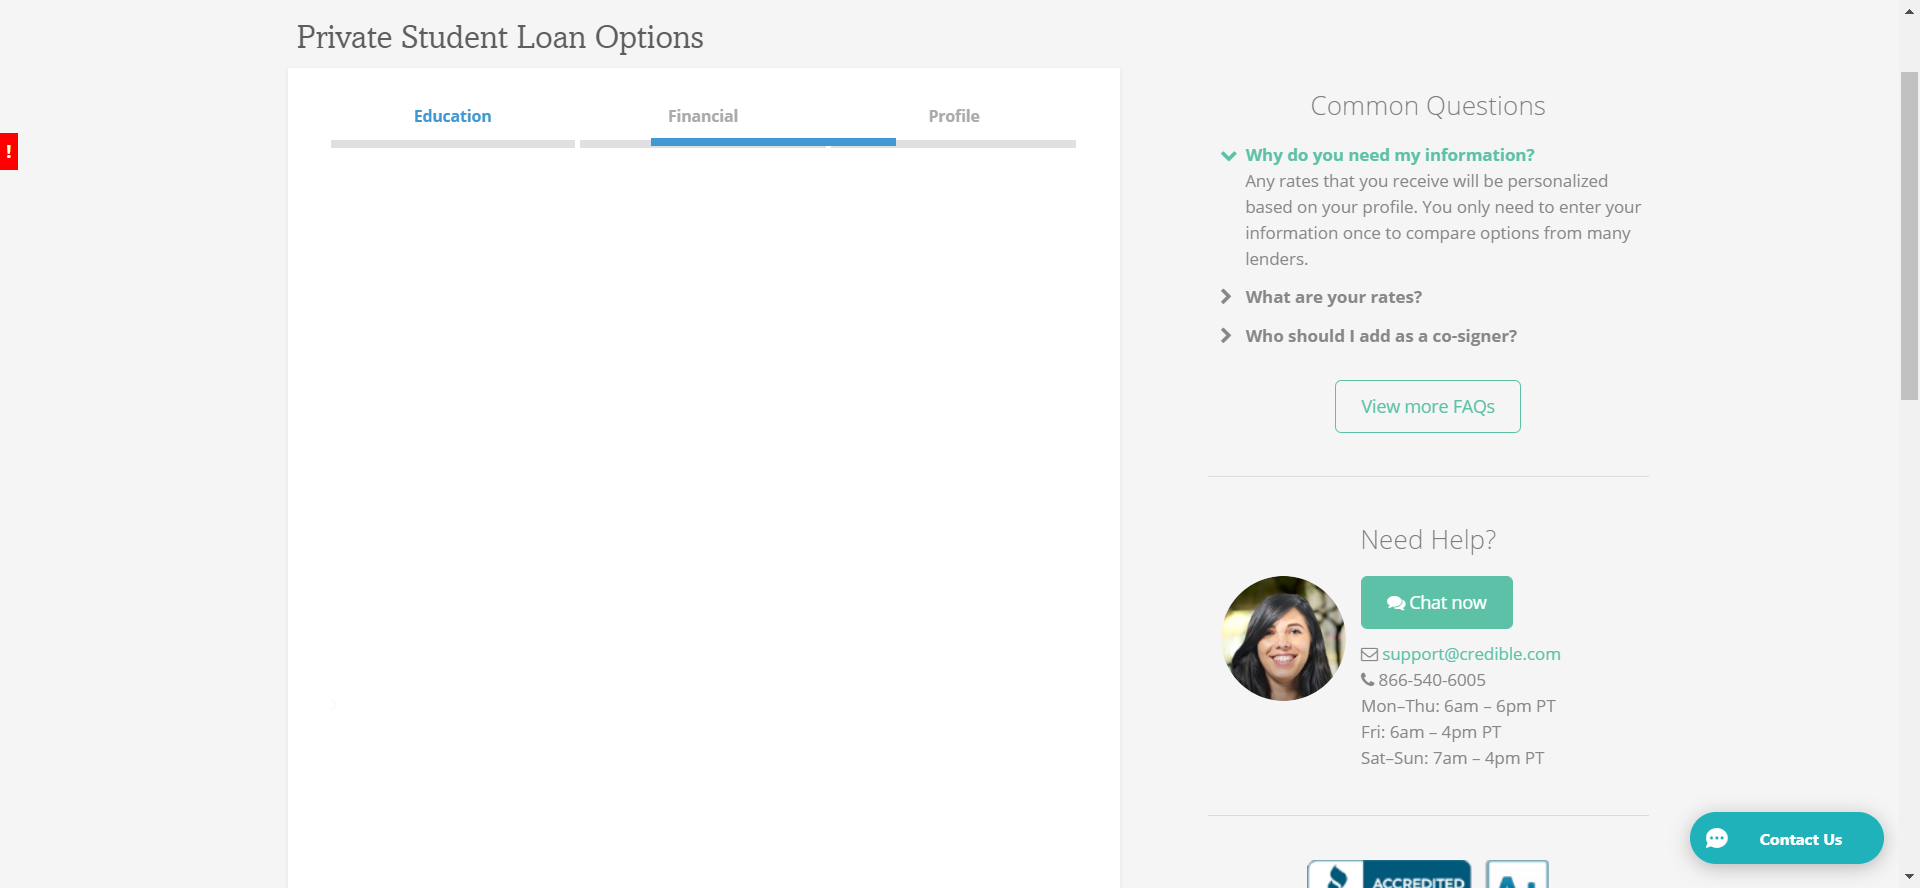 Private Student Loan Options
Education
Financial
Profile
!
Common Questions
Why do you need my information?
Any rates that you receive will be personalized
based on your profile. You only need to enter your
information once to compare options from many
lenders.
What are your rates?
Who should I add as a co-signer?
View more FAQs
Need Help?
Chat now
support@credible.com
866-540-6005
Mon–Thu: 6am – 6pm PT
Fri: 6am – 4pm PT
Sat–Sun: 7am – 4pm PT
Contact Us
ACCREDITED
A+